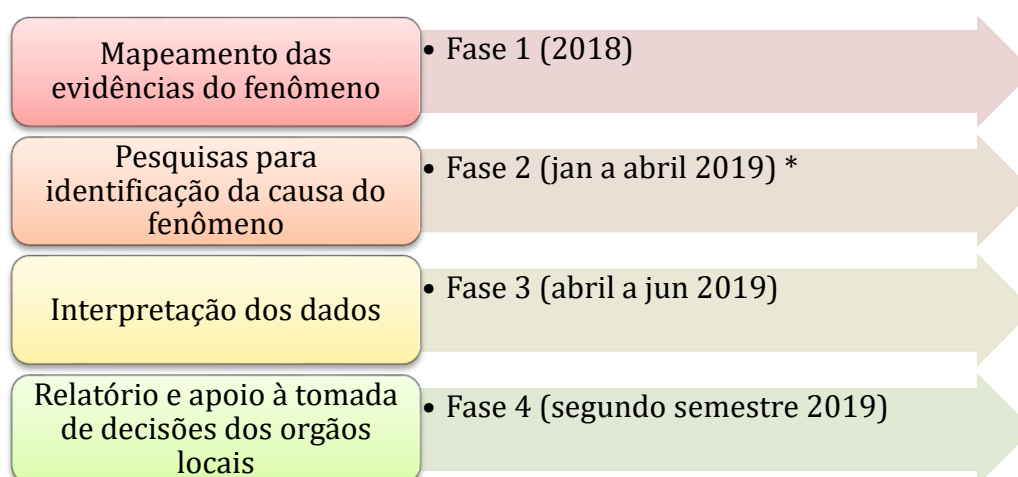 Mapeamento das
evidências do fenômeno
• Fase 1 (2018)
Pesquisas para
identificação da causa do
fenômeno
• Fase 2 (jan a abril 2019) *
Interpretação dos dados
• Fase 3 (abril a jun 2019)
Relatório e apoio à tomada
de decisões dos orgãos
locais
• Fase 4 (segundo semestre 2019)